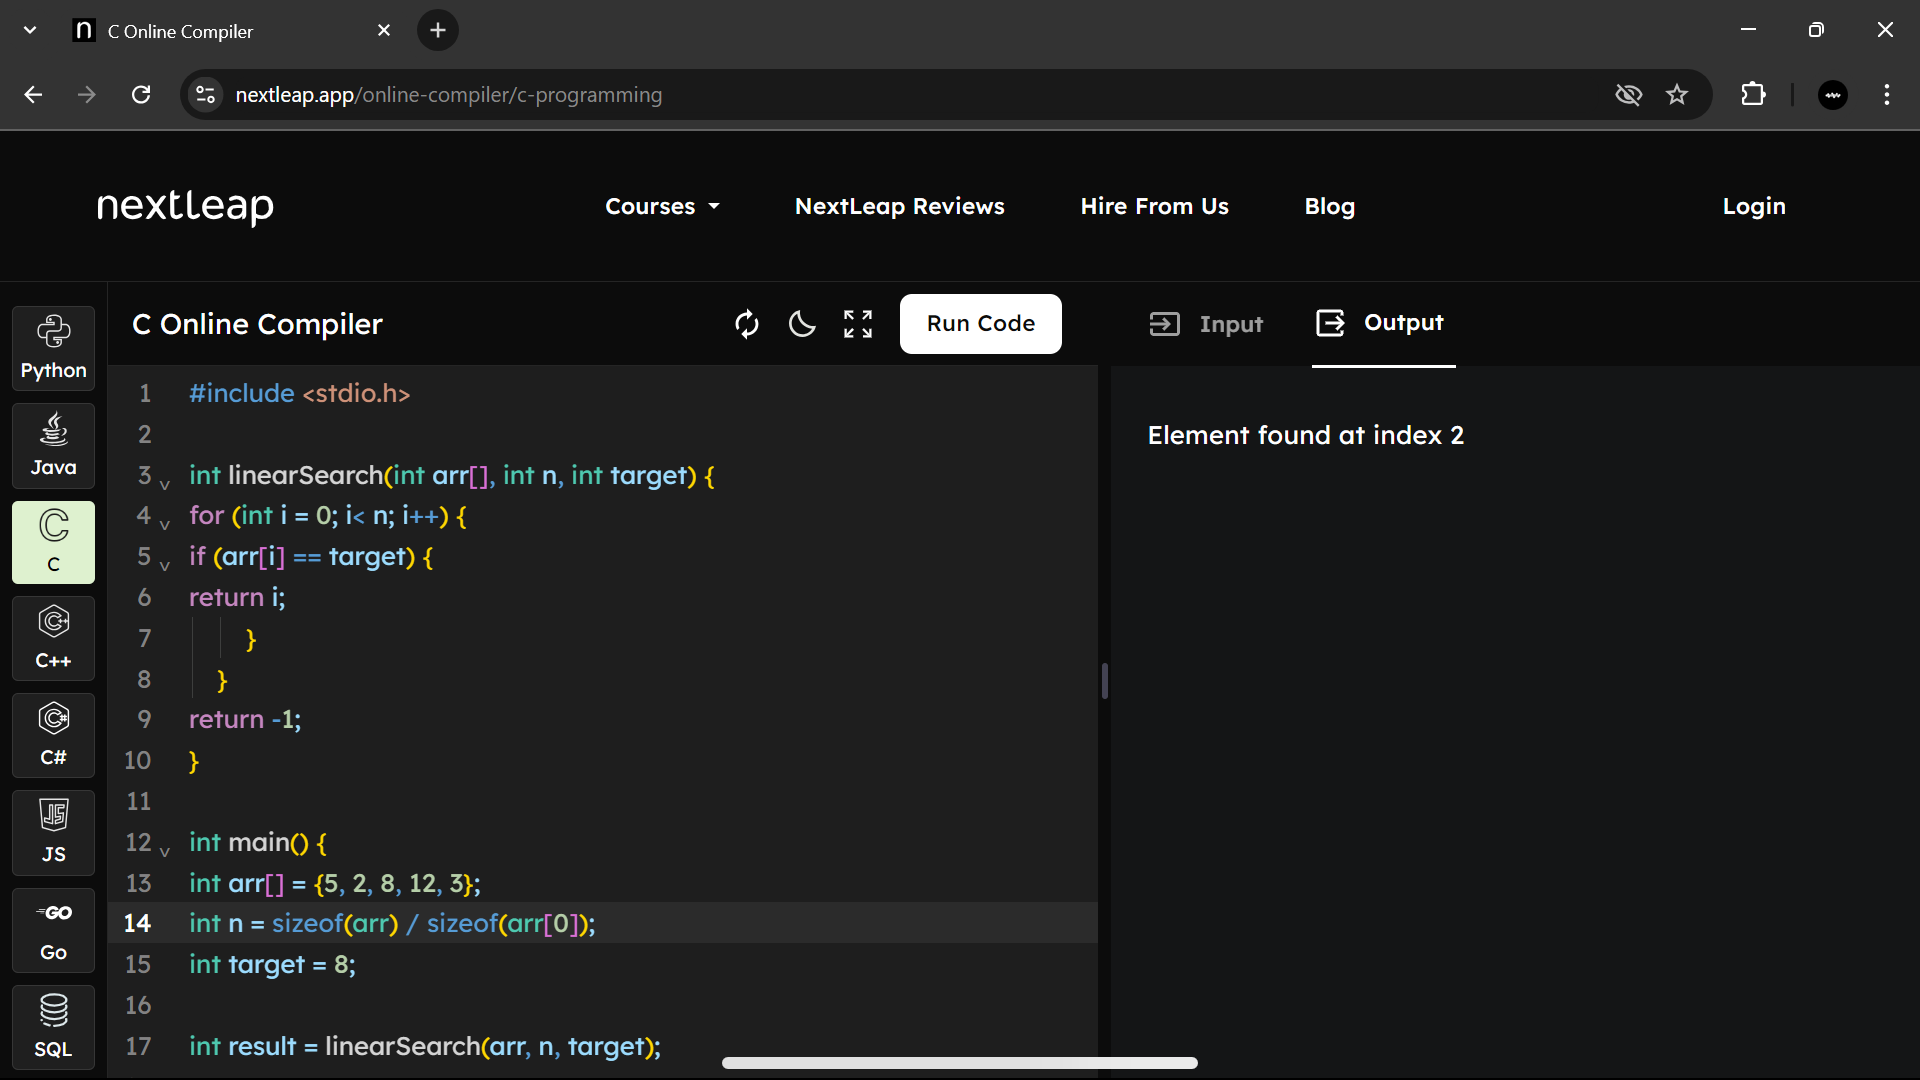 C Online Compiler
nextleap.app/online-compiler/c-programming
nextleap
Courses
NextLeap Reviews
Hire From Us
Blog
Login
Python
Java
C
C++
C#
JS
Go
SQL
C Online Compiler
Run Code
1 #include <stdio.h>
2
3 int linearSearch(int arr[], int n, int target) {
4 for (int i = 0; i< n; i++) {
5 if (arr[i] == target) {
6 return i;
7 }
8 }
9 return -1;
10 }
11
12 int main() {
13 int arr[] = {5, 2, 8, 12, 3};
14 int n = sizeof(arr) / sizeof(arr[0]);
15 int target = 8;
16
17 int result = linearSearch(arr, n, target);
Input
Output
Element found at index 2